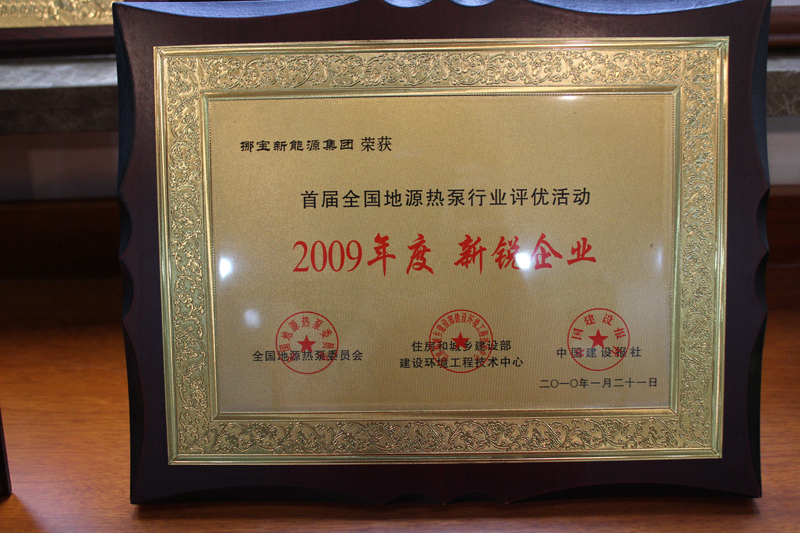 挪宝新能源集团 荣获
首届全国地源热泵行业评优活动
2009年度 新锐企业
全国地源热泵委员会
住房和城乡建设部
建设环境工程技术中心
中国建设报社
二〇一〇年一月二十一日